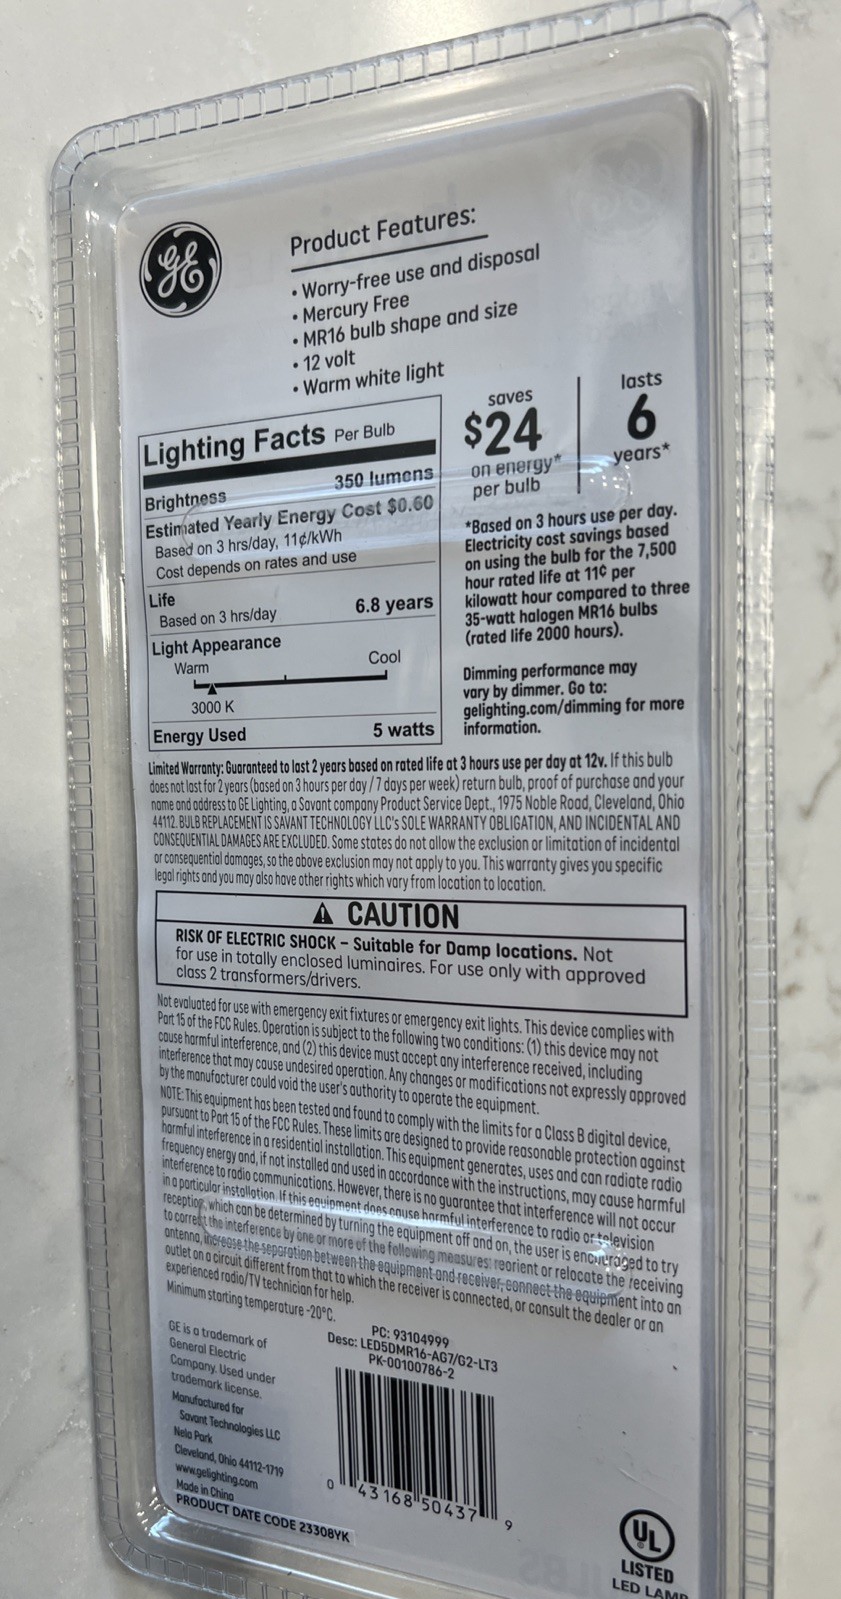 GE
Product Features:
• Worry-free use and disposal
• Mercury Free
• MR16 bulb shape and size
• 12 volt
• Warm white light
Lighting Facts Per Bulb
Brightness 350 lumens
Estimated Yearly Energy Cost $0.60
Based on 3 hrs/day, 11¢/kWh
Cost depends on rates and use
Life
Based on 3 hrs/day 6.8 years
Light Appearance
Warm Cool
3000 K
Energy Used 5 watts
saves
$24
on energy*
per bulb
lasts
6
years*
*Based on 3 hours use per day.
Electricity cost savings based
on using the bulb for the 7,500
hour rated life at 11¢ per
kilowatt hour compared to three
35-watt halogen MR16 bulbs
(rated life 2000 hours).
Dimming performance may
vary by dimmer. Go to:
gelighting.com/dimming for more
information.
Limited Warranty: Guaranteed to last 2 years based on rated life at 3 hours use per day at 12v. If this bulb
does not last for 2 years (based on 3 hours per day / 7 days per week) return bulb, proof of purchase and your
name and address to GE Lighting, a Savant company Product Service Dept., 1975 Noble Road, Cleveland, Ohio
44112. BULB REPLACEMENT IS SAVANT TECHNOLOGY LLC's SOLE WARRANTY OBLIGATION, AND INCIDENTAL AND
CONSEQUENTIAL DAMAGES ARE EXCLUDED. Some states do not allow the exclusion or limitation of incidental
or consequential damages, so the above exclusion may not apply to you. This warranty gives you specific
legal rights and you may also have other rights which vary from location to location.
⚠ CAUTION
RISK OF ELECTRIC SHOCK – Suitable for Damp locations. Not
for use in totally enclosed luminaires. For use only with approved
class 2 transformers/drivers.
Not evaluated for use with emergency exit fixtures or emergency exit lights. This device complies with
Part 15 of the FCC Rules. Operation is subject to the following two conditions: (1) this device may not
cause harmful interference, and (2) this device must accept any interference received, including
interference that may cause undesired operation. Any changes or modifications not expressly approved
by the manufacturer could void the user's authority to operate the equipment.
NOTE: This equipment has been tested and found to comply with the limits for a Class B digital device,
pursuant to Part 15 of the FCC Rules. These limits are designed to provide reasonable protection against
harmful interference in a residential installation. This equipment generates, uses and can radiate radio
frequency energy and, if not installed and used in accordance with the instructions, may cause harmful
interference to radio communications. However, there is no guarantee that interference will not occur
in a particular installation. If this equipment does cause harmful interference to radio or television
reception, which can be determined by turning the equipment off and on, the user is encouraged to try
to correct the interference by one or more of the following measures: reorient or relocate the receiving
antenna, increase the separation between the equipment and receiver, connect the equipment into an
outlet on a circuit different from that to which the receiver is connected, or consult the dealer or an
experienced radio/TV technician for help.
Minimum starting temperature -20°C.
GE is a trademark of
General Electric
Company. Used under
trademark license.
Manufactured for
Savant Technologies LLC
Nela Park
Cleveland, Ohio 44112-1719
www.gelighting.com
Made in China
PRODUCT DATE CODE 23308YK
PC: 93104999
Desc: LED5DMR16-AG7/G2-LT3
PK-00100786-2
0 43168 50437 9
UL
LISTED
LED LAMP